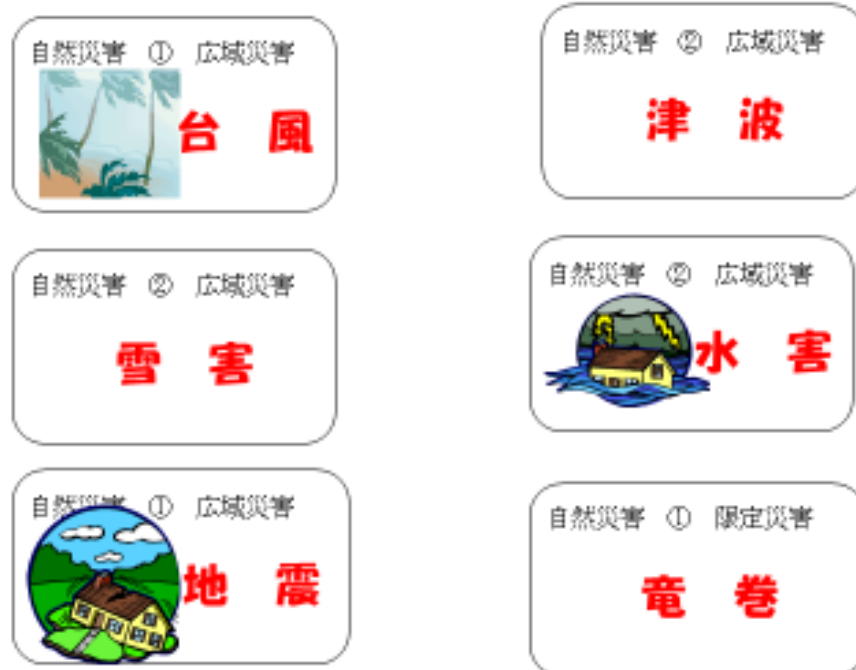 自然災害 ① 広域災害
台 風
自然災害 ② 広域災害
津 波
自然災害 ② 広域災害
雪 害
自然災害 ② 広域災害
水 害
自然災害 ① 広域災害
地 震
自然災害 ① 限定災害
竜 巻